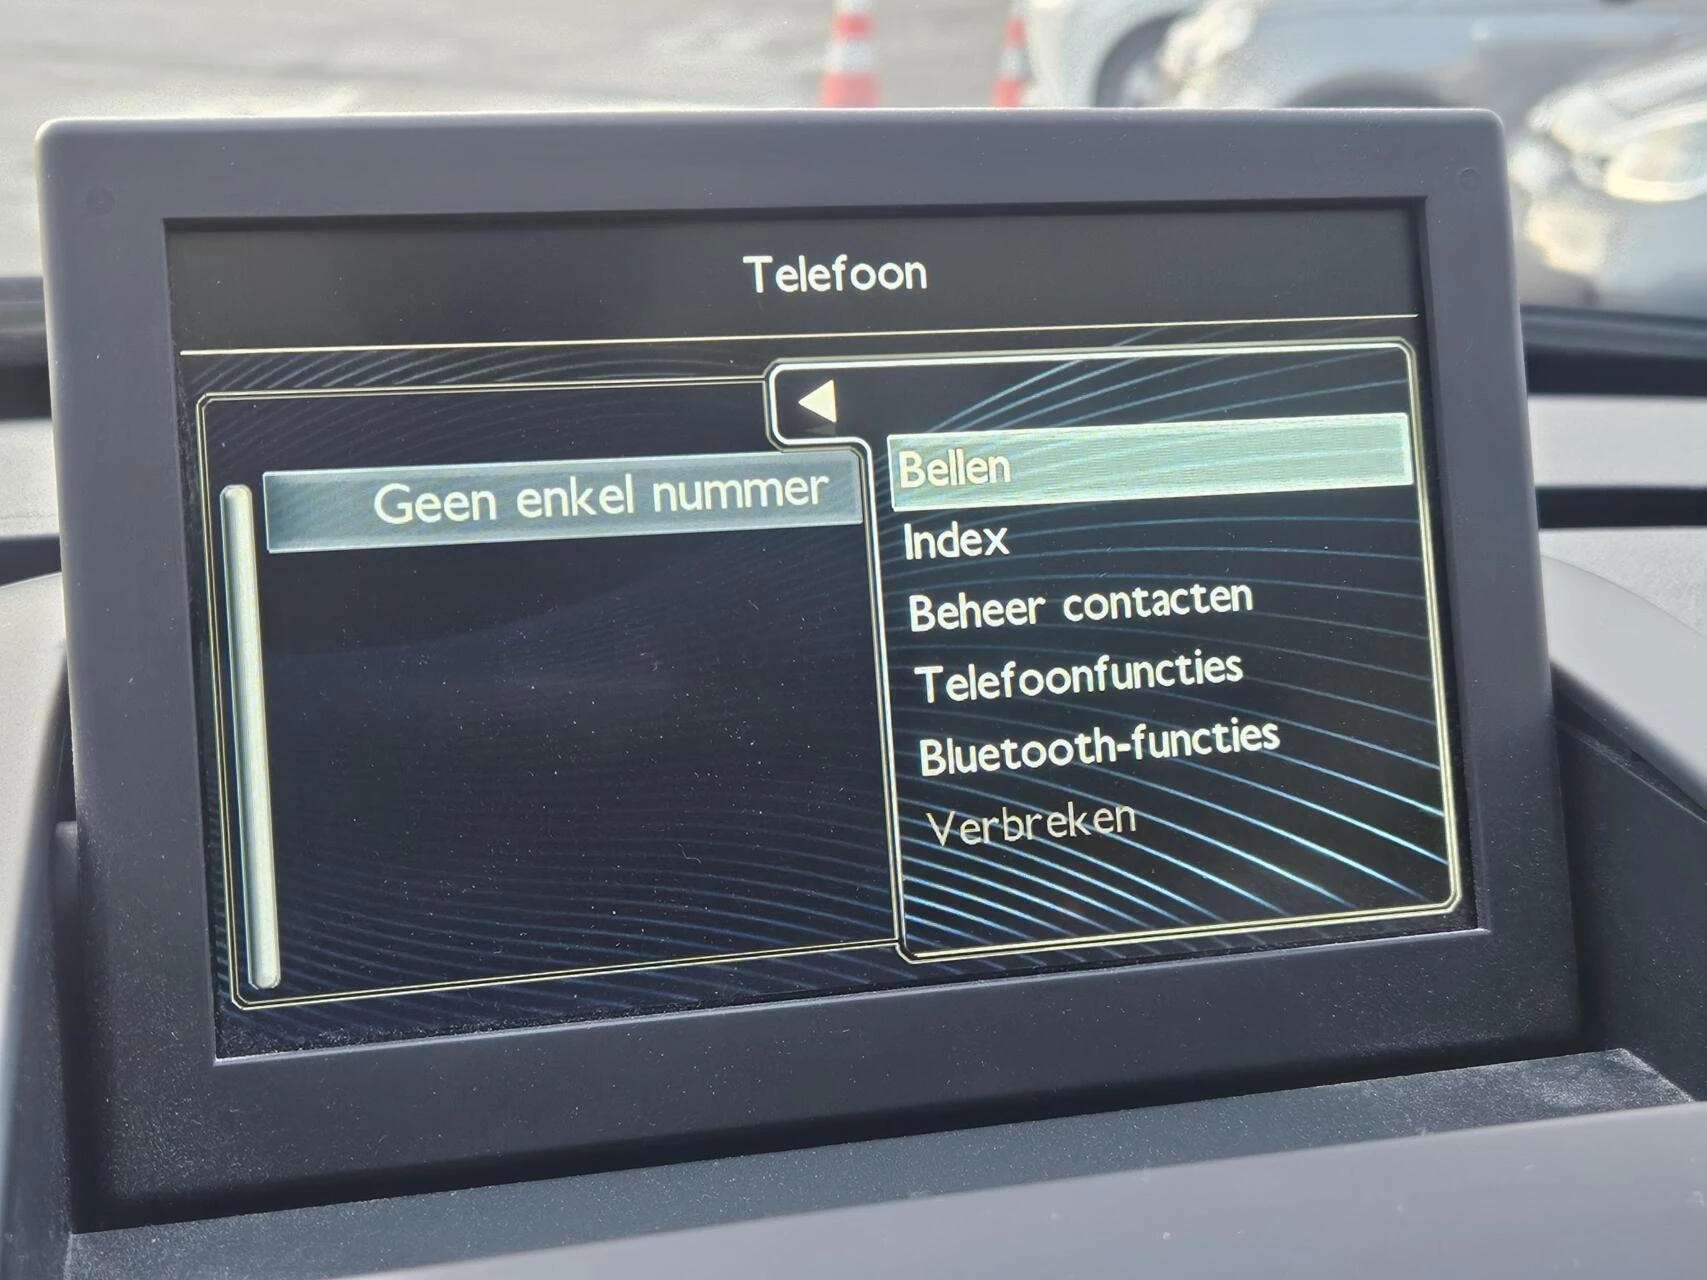 Telefoon
Geen enkel nummer
Bellen
Index
Beheer contacten
Telefoonfuncties
Bluetooth-functies
Verbreken